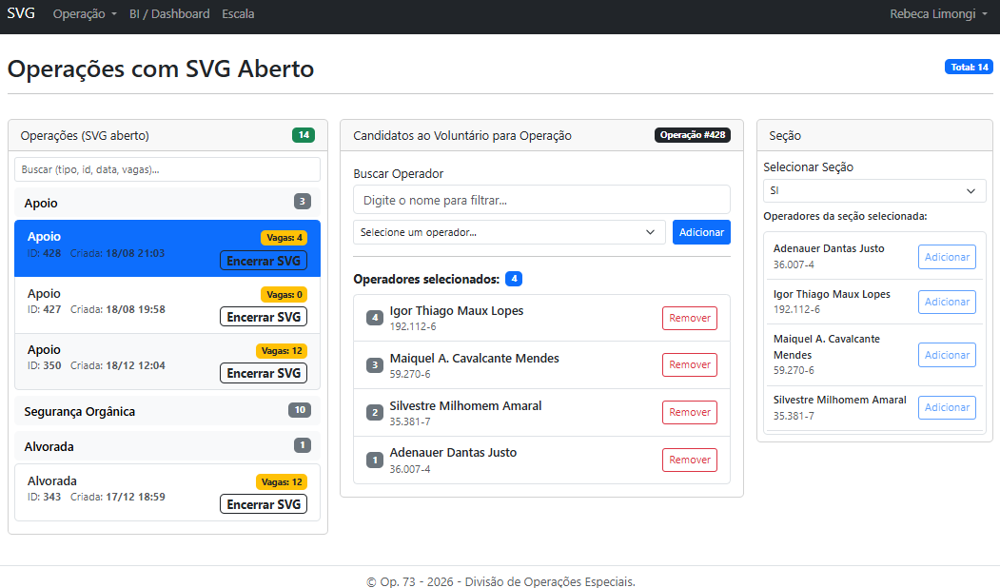 SVG Operação BI / Dashboard Escala Rebeca Limongi
Operações com SVG Aberto
Total: 14
Operações (SVG aberto) 14
Buscar (tipo, id, data, vagas)...
Apoio 3
Apoio
Vagas: 4
ID: 428 Criada: 18/08 21:03
Encerrar SVG
Apoio
Vagas: 0
ID: 427 Criada: 18/08 19:58
Encerrar SVG
Apoio
Vagas: 12
ID: 350 Criada: 18/12 12:04
Encerrar SVG
Segurança Orgânica 10
Alvorada 1
Alvorada
Vagas: 12
ID: 343 Criada: 17/12 18:59
Encerrar SVG
Candidatos ao Voluntário para Operação Operação #428
Buscar Operador
Digite o nome para filtrar...
Selecione um operador... Adicionar
Operadores selecionados: 4
4 Igor Thiago Maux Lopes
192.112-6
Remover
3 Maiquel A. Cavalcante Mendes
59.270-6
Remover
2 Silvestre Milhomem Amaral
35.381-7
Remover
1 Adenauer Dantas Justo
36.007-4
Remover
Seção
Selecionar Seção
SI
Operadores da seção selecionada:
Adenauer Dantas Justo
36.007-4
Adicionar
Igor Thiago Maux Lopes
192.112-6
Adicionar
Maiquel A. Cavalcante
Mendes
59.270-6
Adicionar
Silvestre Milhomem Amaral
35.381-7
Adicionar
© Op. 73 - 2026 - Divisão de Operações Especiais.